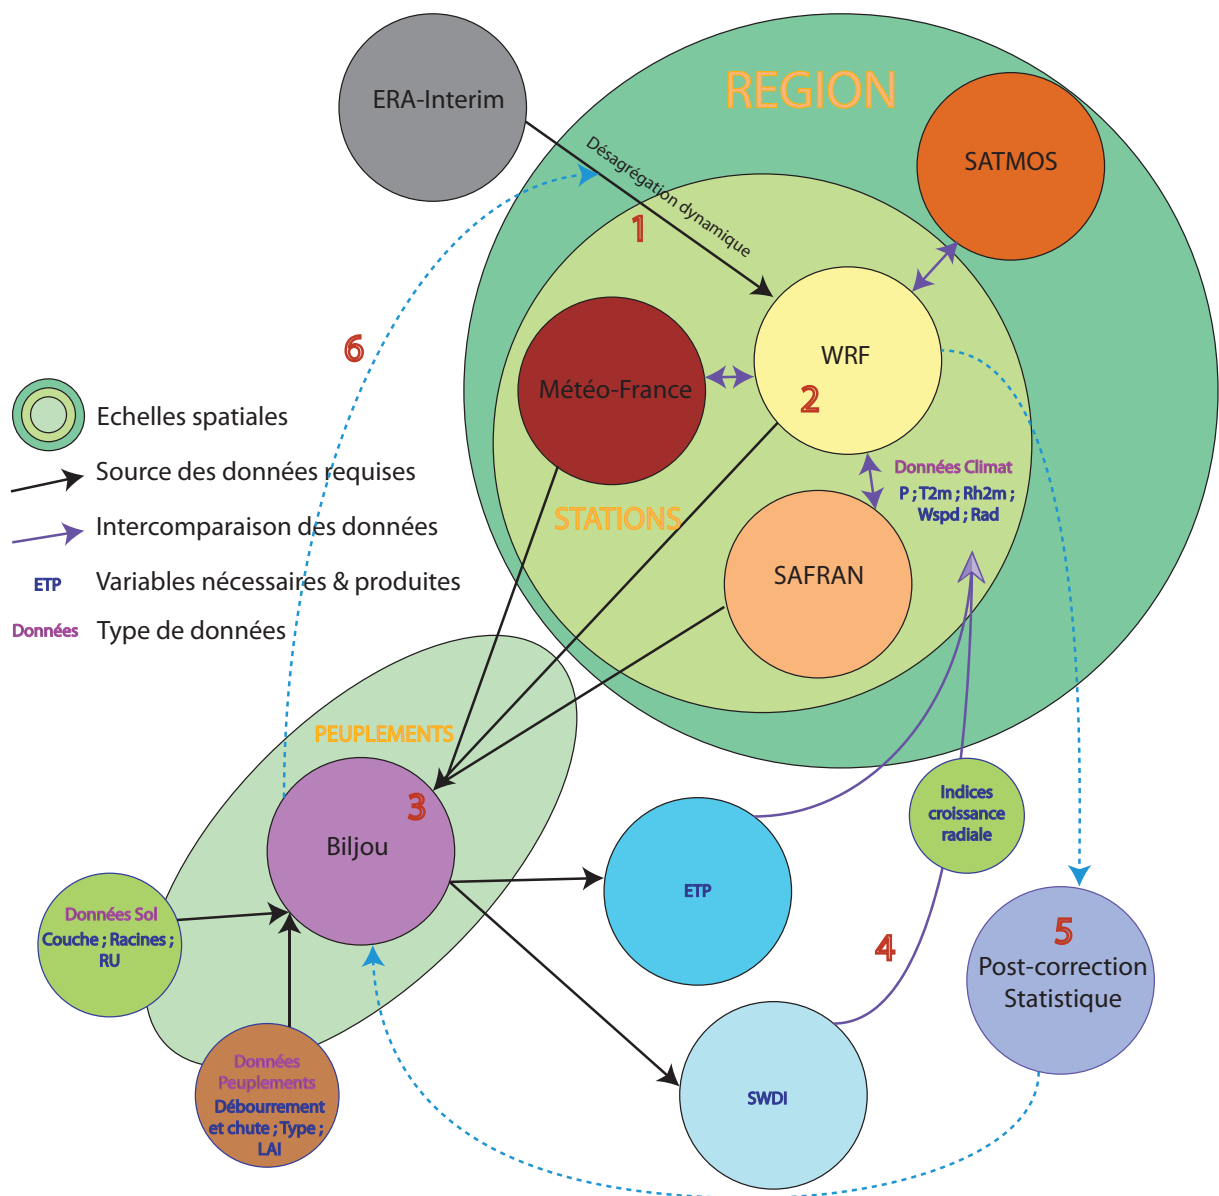 ERA-Interim
REGION
SATMOS
Désagrégation dynamique
1
6
WRF
Météo-France
2
Echelles spatiales
Source des données requises
Intercomparaison des données
ETP
Variables nécessaires & produites
Données
Type de données
Données Climat
P ; T2m ; Rh2m ;
Wspd ; Rad
STATIONS
SAFRAN
PEUPLEMENTS
3
Biljou
Indices
croissance
radiale
ETP
Données Sol
Couche ; Racines ;
RU
4
5
Post-correction
Statistique
Données
Peuplements
Débourrement
et chute ; Type ;
LAI
SWDI